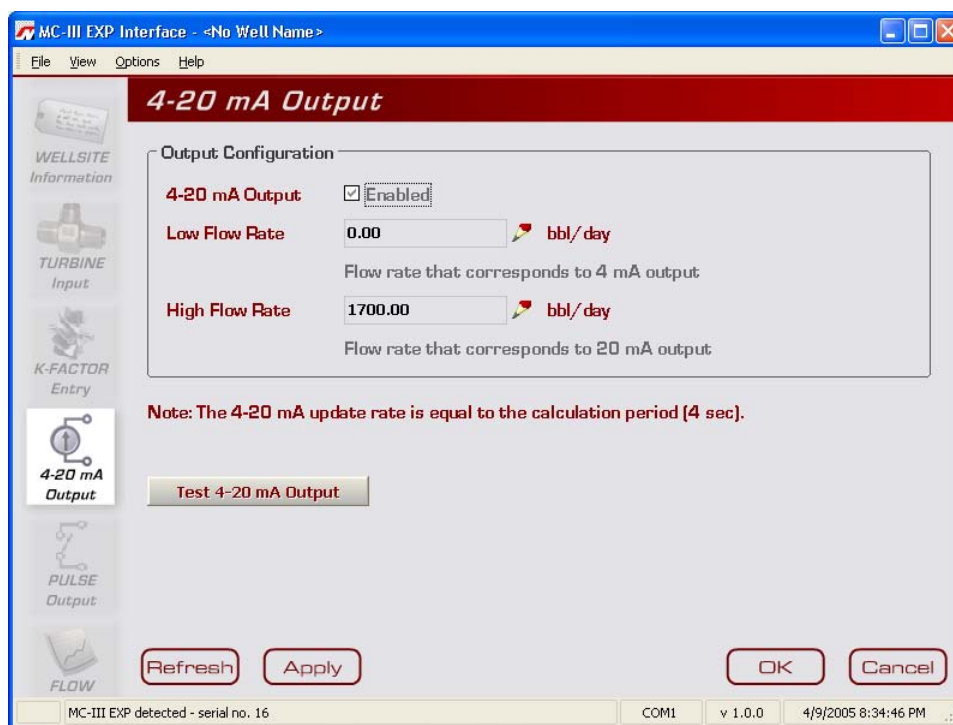 MC-III EXP Interface - <No Well Name>
File View Options Help
4-20 mA Output
WELLSITE
Information
TURBINE
Input
K-FACTOR
Entry
4-20 mA
Output
PULSE
Output
FLOW
Output Configuration
4-20 mA Output Enabled
Low Flow Rate 0.00 bbl/day
Flow rate that corresponds to 4 mA output
High Flow Rate 1700.00 bbl/day
Flow rate that corresponds to 20 mA output
Note: The 4-20 mA update rate is equal to the calculation period (4 sec).
Test 4-20 mA Output
Refresh Apply OK Cancel
MC-III EXP detected - serial no. 16 COM1 v 1.0.0 4/9/2005 8:34:46 PM